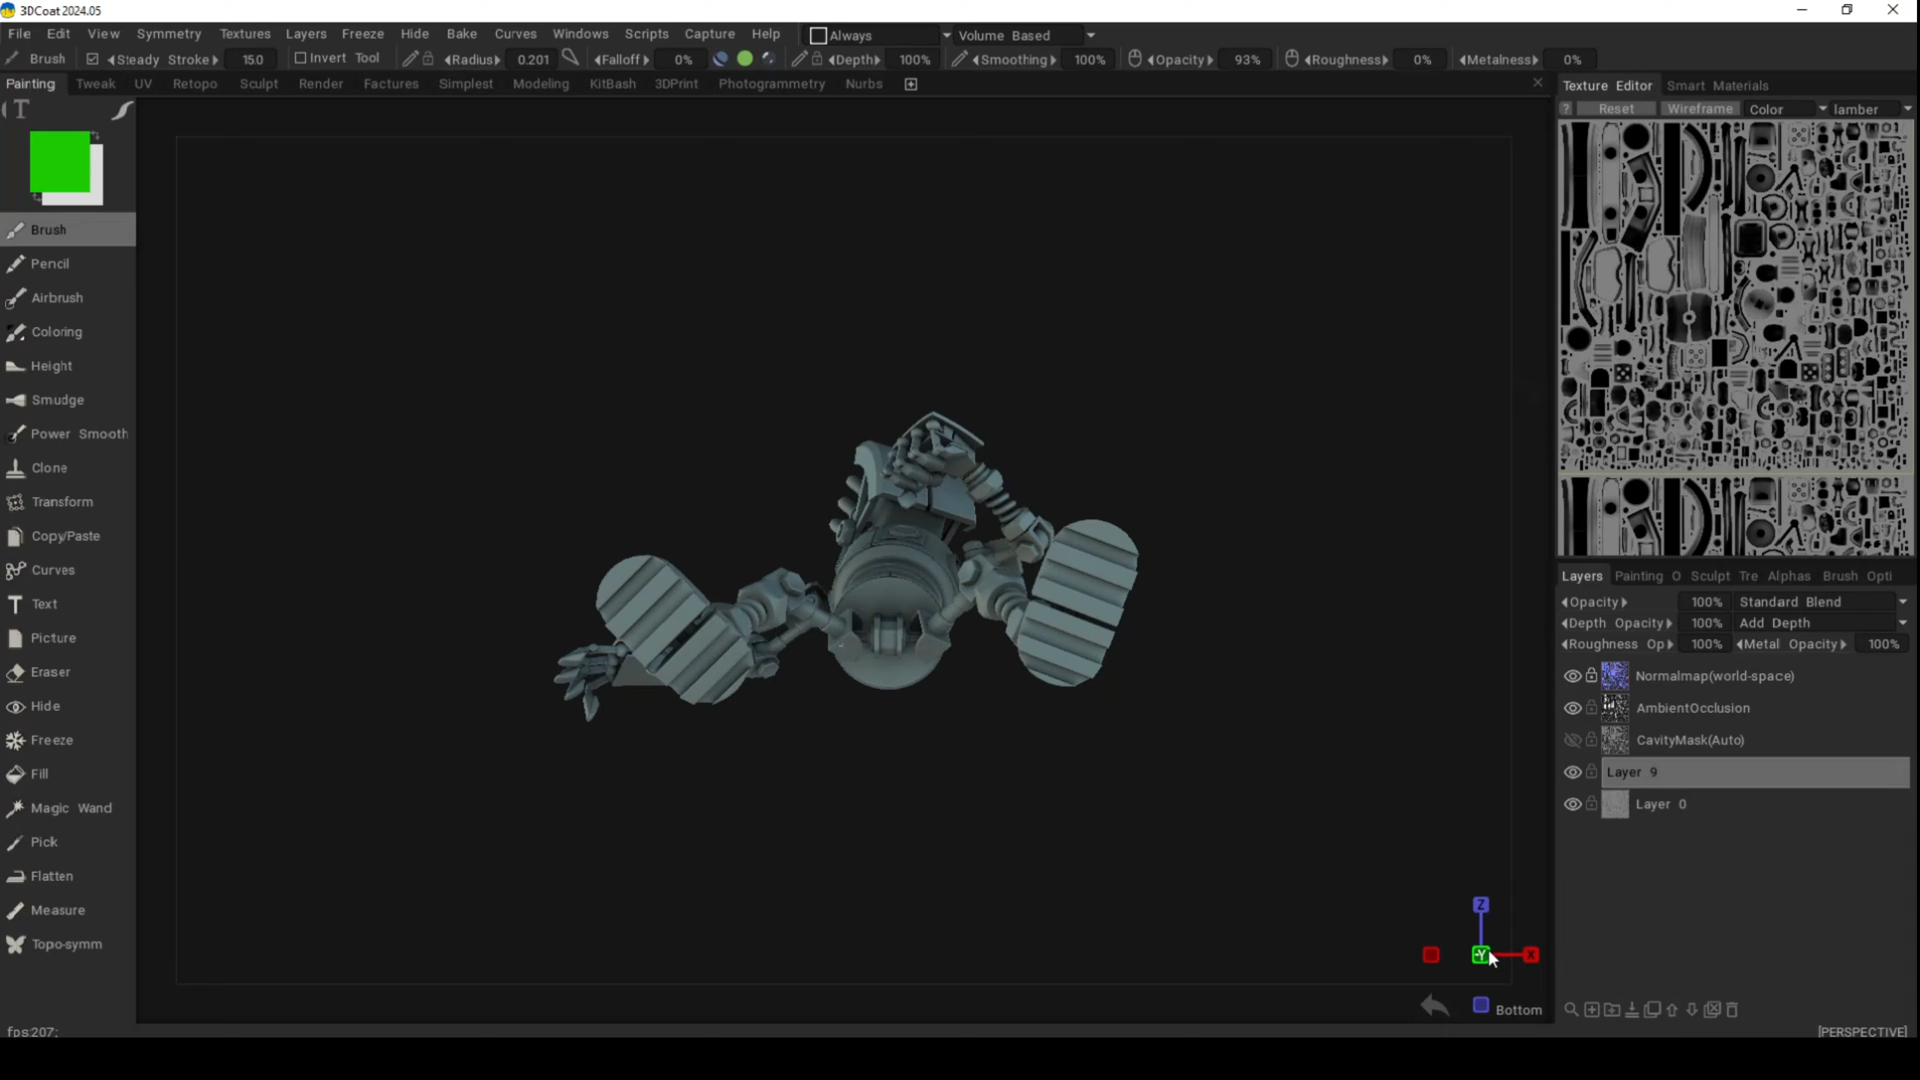 3DCoat 2024.05
File Edit View Symmetry Textures Layers Freeze Hide Bake Curves Windows Scripts Capture Help Always Volume Based
Brush Steady Stroke 15.0 Invert Tool Radius 0.201 Falloff 0% Depth 100% Smoothing 100% Opacity 93% Roughness 0% Metalness 0%
Painting Tweak UV Retopo Sculpt Render Factures Simplest Modeling KitBash 3DPrint Photogrammetry Nurbs
Texture Editor Smart Materials
? Reset Wireframe Color lamber
T
Brush
Pencil
Airbrush
Coloring
Height
Smudge
Power Smooth
Clone
Transform
Copy/Paste
Curves
Text
Picture
Eraser
Hide
Freeze
Fill
Magic Wand
Pick
Flatten
Measure
Topo-symm
fps:207;
Layers Painting O Sculpt Tre Alphas Brush Opti
Opacity 100% Standard Blend
Depth Opacity 100% Add Depth
Roughness Op 100% Metal Opacity 100%
Normalmap(world-space)
AmbientOcclusion
CavityMask(Auto)
Layer 9
Layer 0
Z
-Y X
Bottom
[PERSPECTIVE]